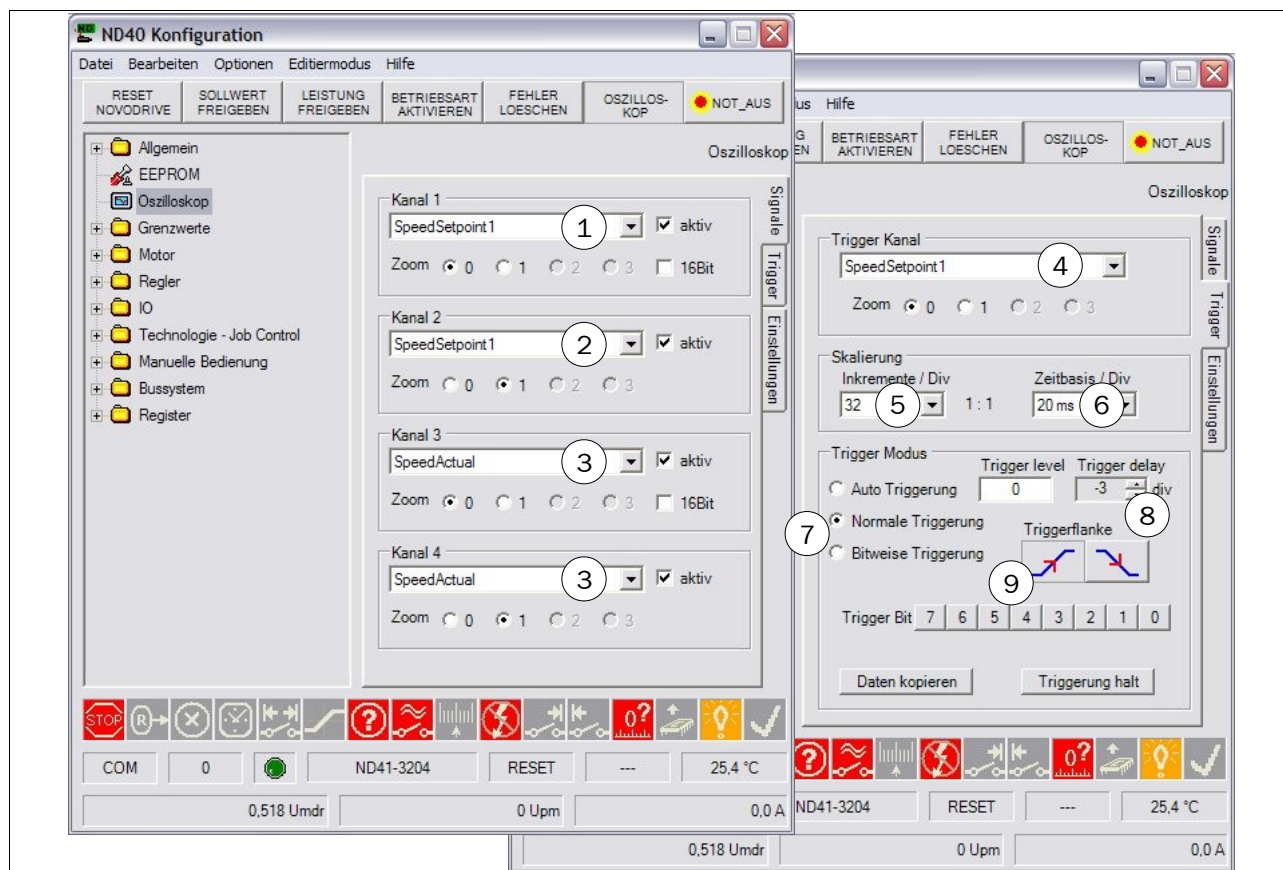 ND40 Konfiguration
Datei Bearbeiten Optionen Editiermodus Hilfe
RESET NOVODRIVE
SOLLWERT FREIGEBEN
LEISTUNG FREIGEBEN
BETRIEBSART AKTIVIEREN
FEHLER LOESCHEN
OSZILLOS-KOP
NOT_AUS
Allgemein
EEPROM
Oszilloskop
Grenzwerte
Motor
Regler
IO
Technologie - Job Control
Manuelle Bedienung
Bussystem
Register
Oszilloskop
Signale
Trigger
Einstellungen
Kanal 1
SpeedSetpoint1 1 aktiv
Zoom 0 1 2 3 16Bit
Kanal 2
SpeedSetpoint1 2 aktiv
Zoom 0 1 2 3
Kanal 3
SpeedActual 3 aktiv
Zoom 0 1 2 3 16Bit
Kanal 4
SpeedActual 3 aktiv
Zoom 0 1 2 3
STOP R ? 0?
COM 0 ND41-3204 RESET --- 25,4 °C
0,518 Umdr 0 Upm 0,0 A
us Hilfe
G
EN
BETRIEBSART AKTIVIEREN
FEHLER LOESCHEN
OSZILLOS-KOP
NOT_AUS
Oszilloskop
Signale
Trigger
Einstellungen
Trigger Kanal
SpeedSetpoint1 4
Zoom 0 1 2 3
Skalierung
Inkremente / Div Zeitbasis / Div
32 5 1 : 1 20 ms 6
Trigger Modus
Trigger level Trigger delay
Auto Triggerung 0 -3 div
8
7 Normale Triggerung Triggerflanke
Bitweise Triggerung
9
Trigger Bit 7 6 5 4 3 2 1 0
Daten kopieren Triggerung halt
? 0?
ND41-3204 RESET --- 25,4 °C
0,518 Umdr 0 Upm 0,0 A